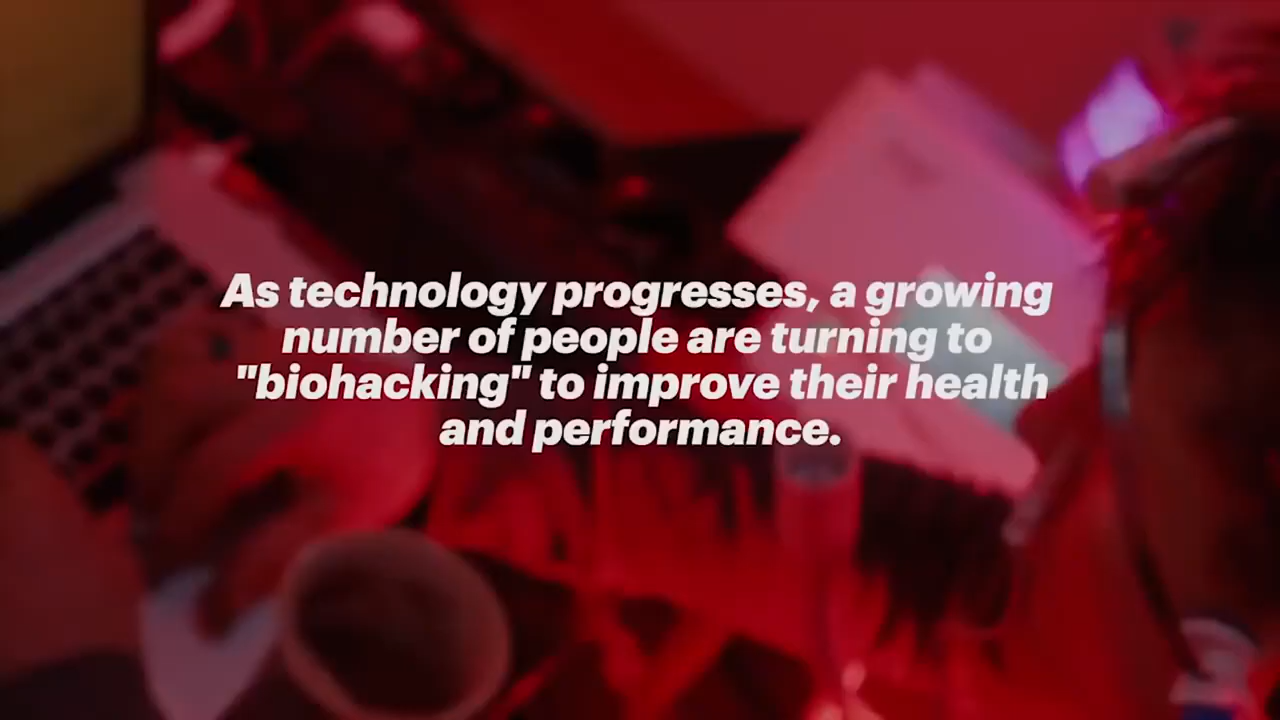 As technology progresses, a growing
number of people are turning to
"biohacking" to improve their health
and performance.